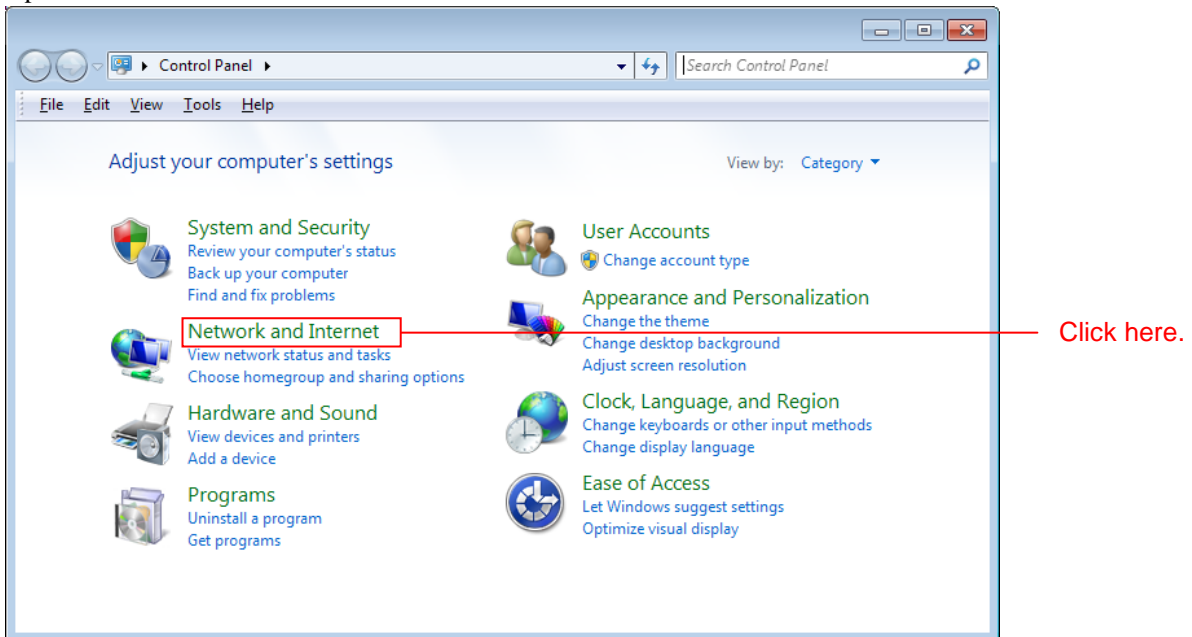 Control Panel
Search Control Panel
File Edit View Tools Help
Adjust your computer's settings
View by: Category
System and Security
Review your computer's status
Back up your computer
Find and fix problems
Network and Internet
View network status and tasks
Choose homegroup and sharing options
Hardware and Sound
View devices and printers
Add a device
Programs
Uninstall a program
Get programs
User Accounts
Change account type
Appearance and Personalization
Change the theme
Change desktop background
Adjust screen resolution
Clock, Language, and Region
Change keyboards or other input methods
Change display language
Ease of Access
Let Windows suggest settings
Optimize visual display
Click here.